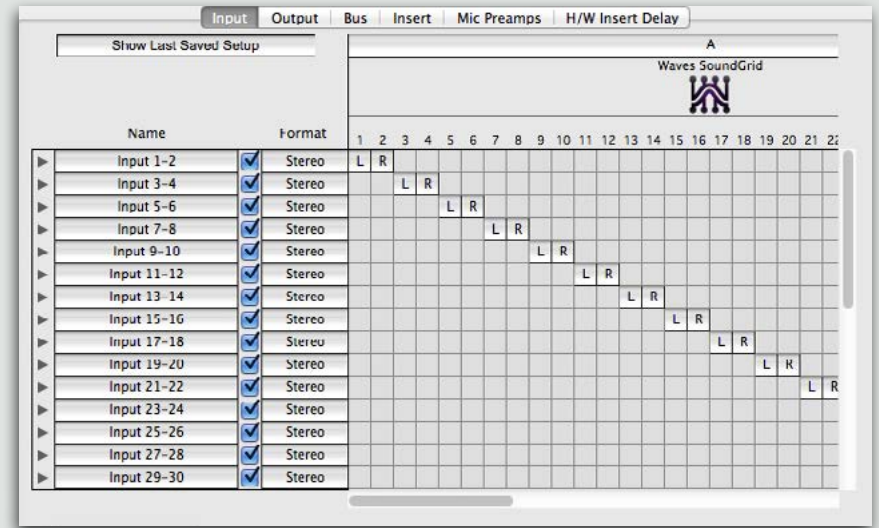 Input Output Bus Insert Mic Preamps H/W Insert Delay
Show Last Saved Setup A
Waves SoundGrid
Name Format 1 2 3 4 5 6 7 8 9 10 11 12 13 14 15 16 17 18 19 20 21 22
Input 1-2 Stereo L R
Input 3-4 Stereo L R
Input 5-6 Stereo L R
Input 7-8 Stereo L R
Input 9-10 Stereo L R
Input 11-12 Stereo L R
Input 13-14 Stereo L R
Input 15-16 Stereo L R
Input 17-18 Stereo L R
Input 19-20 Stereo L R
Input 21-22 Stereo L R
Input 23-24 Stereo
Input 25-26 Stereo
Input 27-28 Stereo
Input 29-30 Stereo